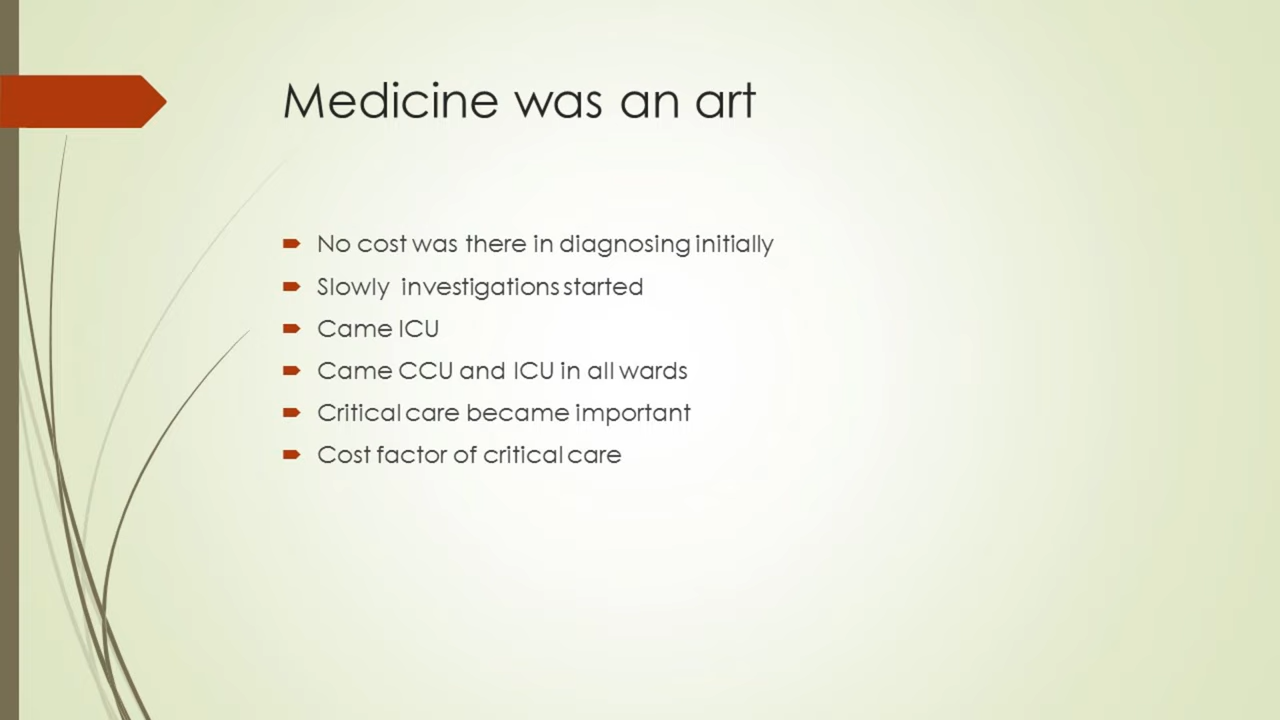 Medicine was an art
No cost was there in diagnosing initially
Slowly investigations started
Came ICU
Came CCU and ICU in all wards
Critical care became important
Cost factor of critical care